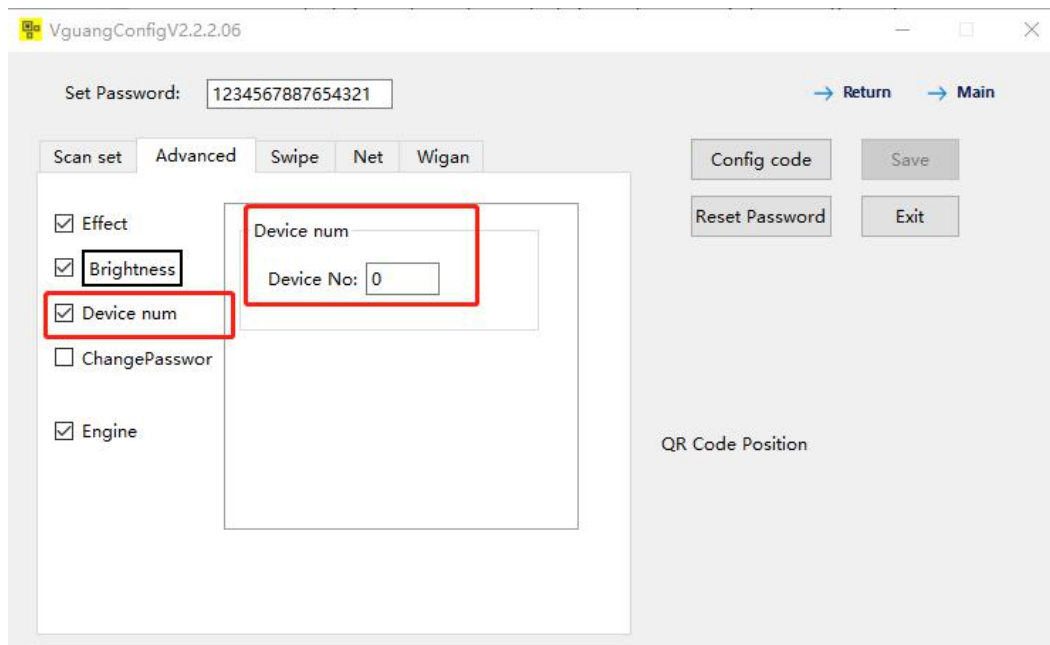 VguangConfigV2.2.2.06
Set Password: 1234567887654321
Return Main
Scan set Advanced Swipe Net Wigan
Config code Save
Reset Password Exit
Effect
Brightness
Device num
ChangePasswor
Engine
Device num
Device No: 0
QR Code Position